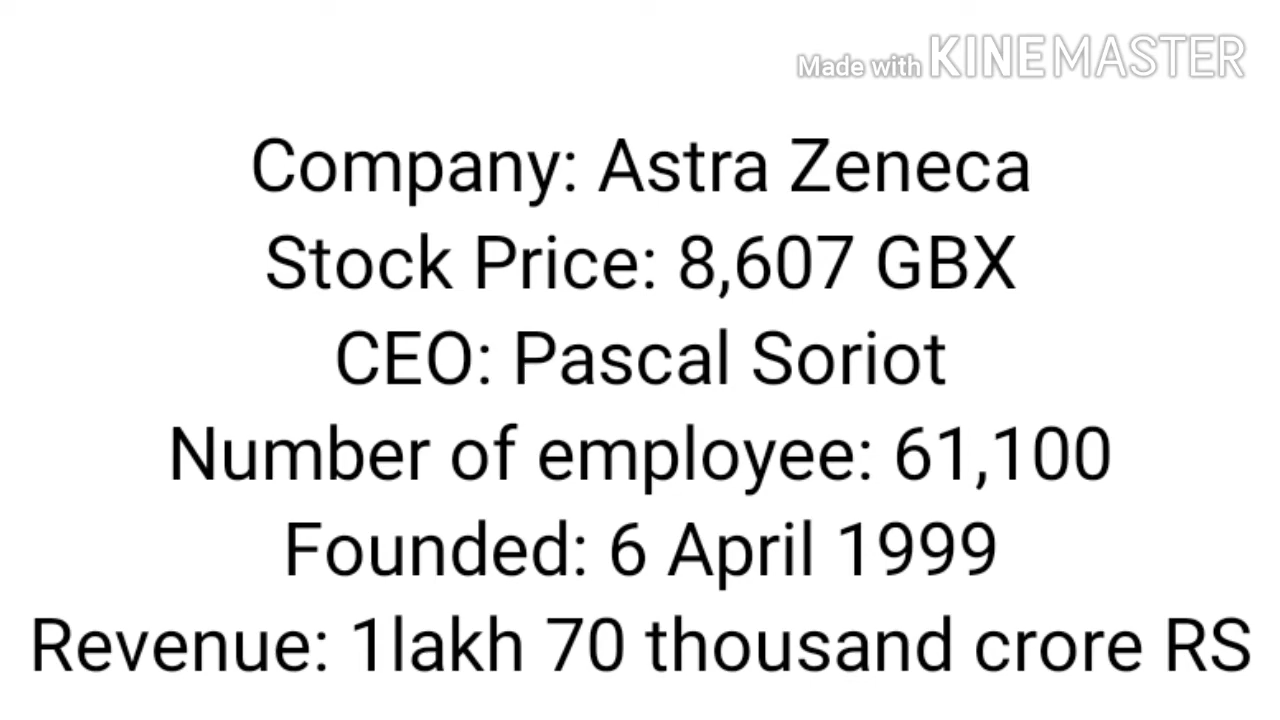 Made with KINEMASTER
Company: Astra Zeneca
Stock Price: 8,607 GBX
CEO: Pascal Soriot
Number of employee: 61,100
Founded: 6 April 1999
Revenue: 1lakh 70 thousand crore RS